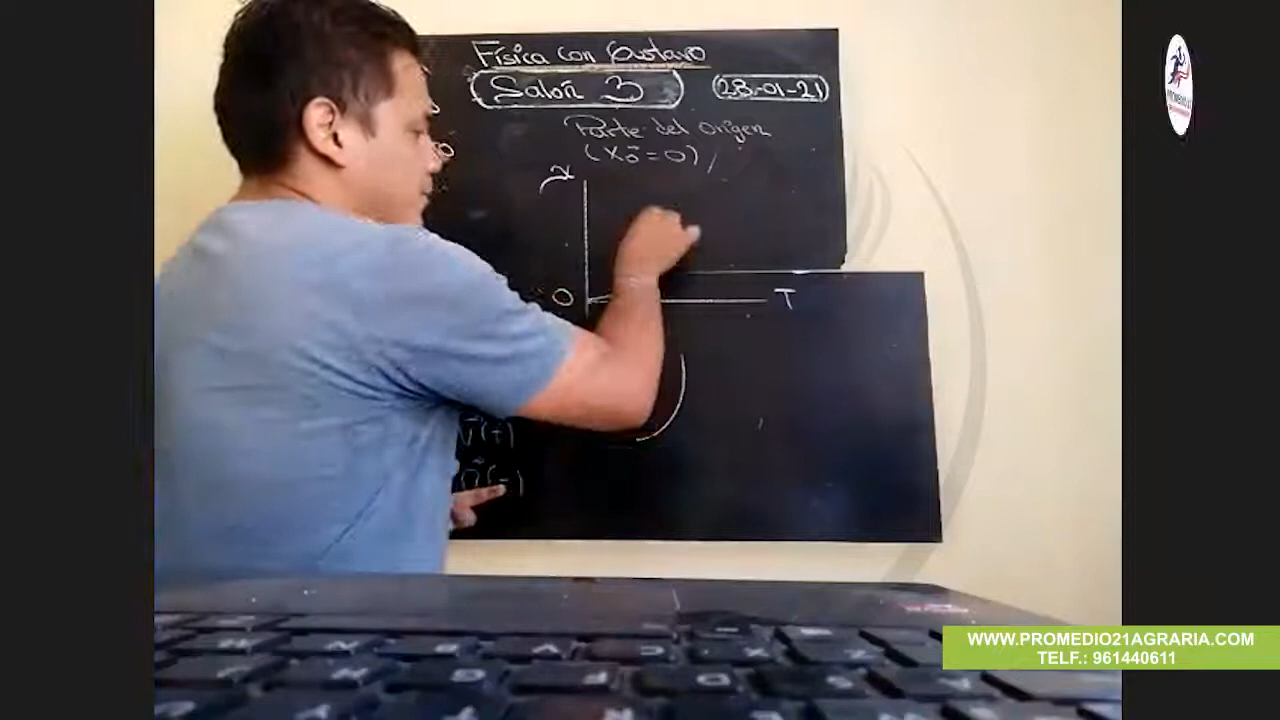 Física con Gustavo
Salón 3
(28-01-21)
Parte del origen
(X₀=0)
x
0
T
V(+)
(-)
PROMEDIO21
WWW.PROMEDIO21AGRARIA.COM
TELF.: 961440611